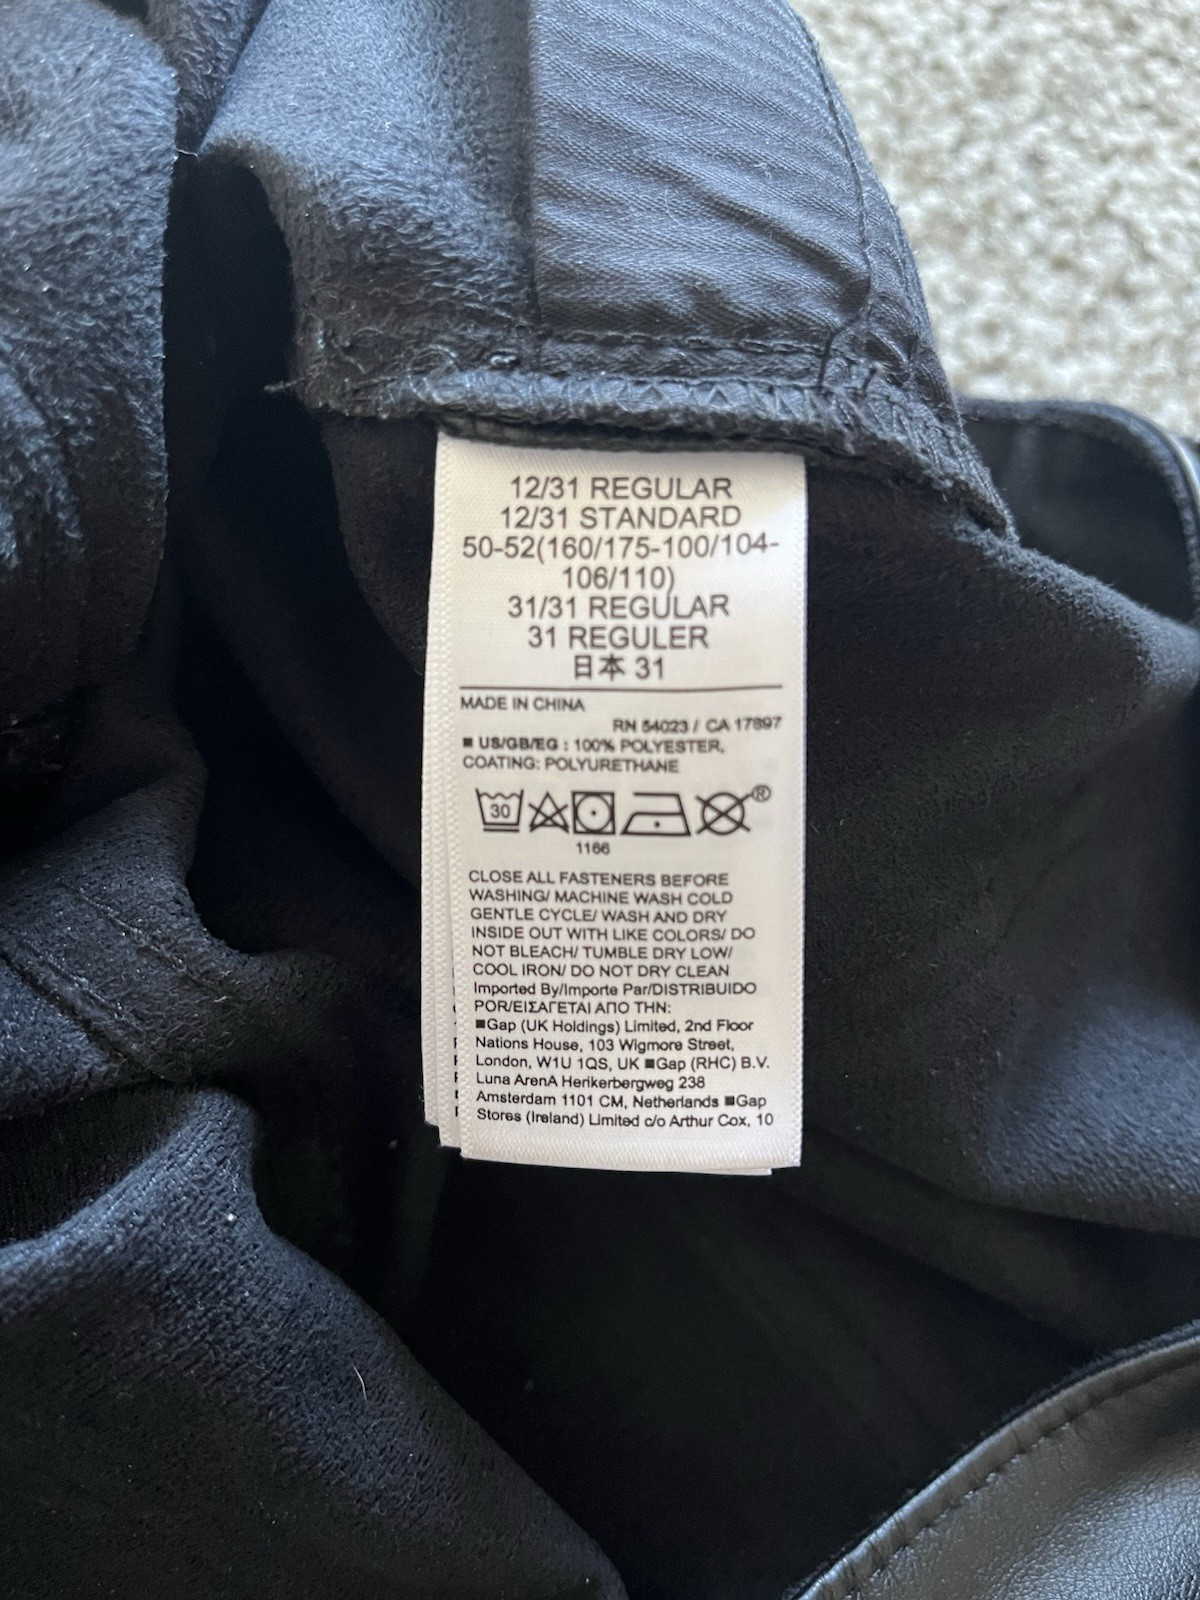 12/31 REGULAR
12/31 STANDARD
50-52(160/175-100/104-
106/110)
31/31 REGULAR
31 REGULER
日本 31
MADE IN CHINA
RN 54023 / CA 17897
■ US/GB/EG : 100% POLYESTER,
COATING: POLYURETHANE
30
®
1166
CLOSE ALL FASTENERS BEFORE
WASHING/ MACHINE WASH COLD
GENTLE CYCLE/ WASH AND DRY
INSIDE OUT WITH LIKE COLORS/ DO
NOT BLEACH/ TUMBLE DRY LOW/
COOL IRON/ DO NOT DRY CLEAN
Imported By/Importe Par/DISTRIBUIDO
POR/ΕΙΣΑΓΕΤΑΙ ΑΠΟ ΤΗΝ:
■Gap (UK Holdings) Limited, 2nd Floor
Nations House, 103 Wigmore Street,
London, W1U 1QS, UK ■Gap (RHC) B.V.
Luna ArenA Herikerbergweg 238
Amsterdam 1101 CM, Netherlands ■Gap
Stores (Ireland) Limited c/o Arthur Cox, 10